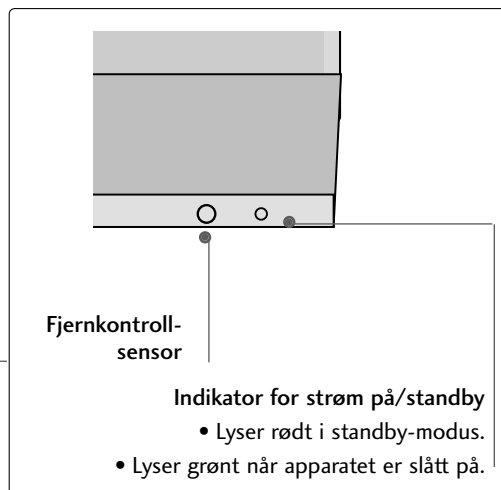 Fjernkontroll-
sensor
Indikator for strøm på/standby
• Lyser rødt i standby-modus.
• Lyser grønt når apparatet er slått på.